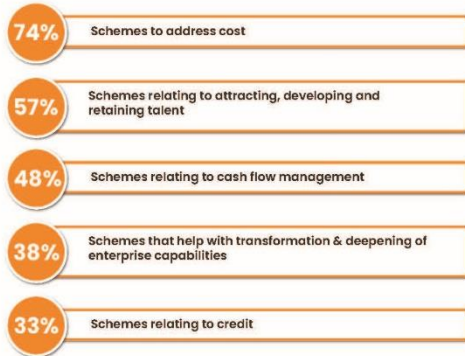 74%
Schemes to address cost
57%
Schemes relating to attracting, developing and
retaining talent
48%
Schemes relating to cash flow management
38%
Schemes that help with transformation & deepening of
enterprise capabilities
33%
Schemes relating to credit